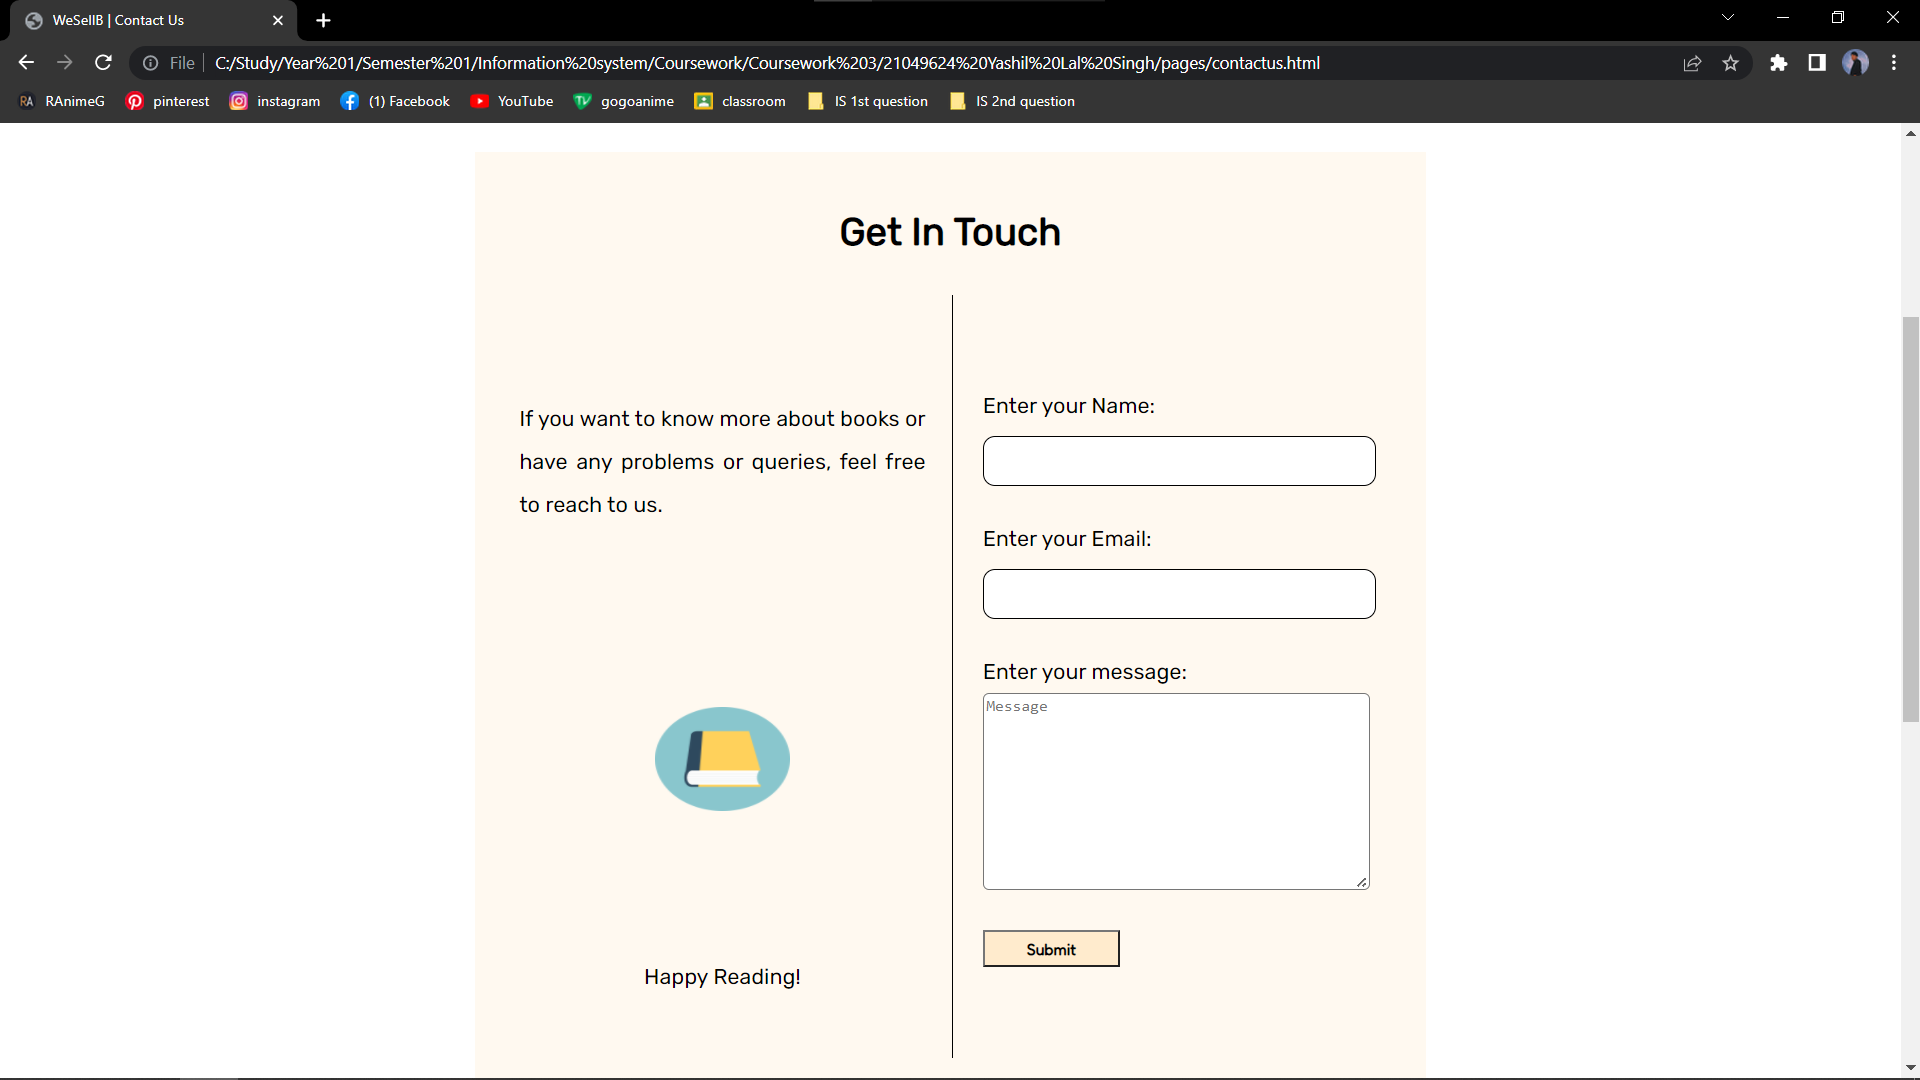 WeSellB | Contact Us
File
C:/Study/Year%201/Semester%201/Information%20system/Coursework/Coursework%203/21049624%20Yashil%20Lal%20Singh/pages/contactus.html
RA RAnimeG pinterest instagram (1) Facebook YouTube TV gogoanime classroom IS 1st question IS 2nd question
Get In Touch
If you want to know more about books or
have any problems or queries, feel free
to reach to us.
Happy Reading!
Enter your Name:
Enter your Email:
Enter your message:
Message
Submit